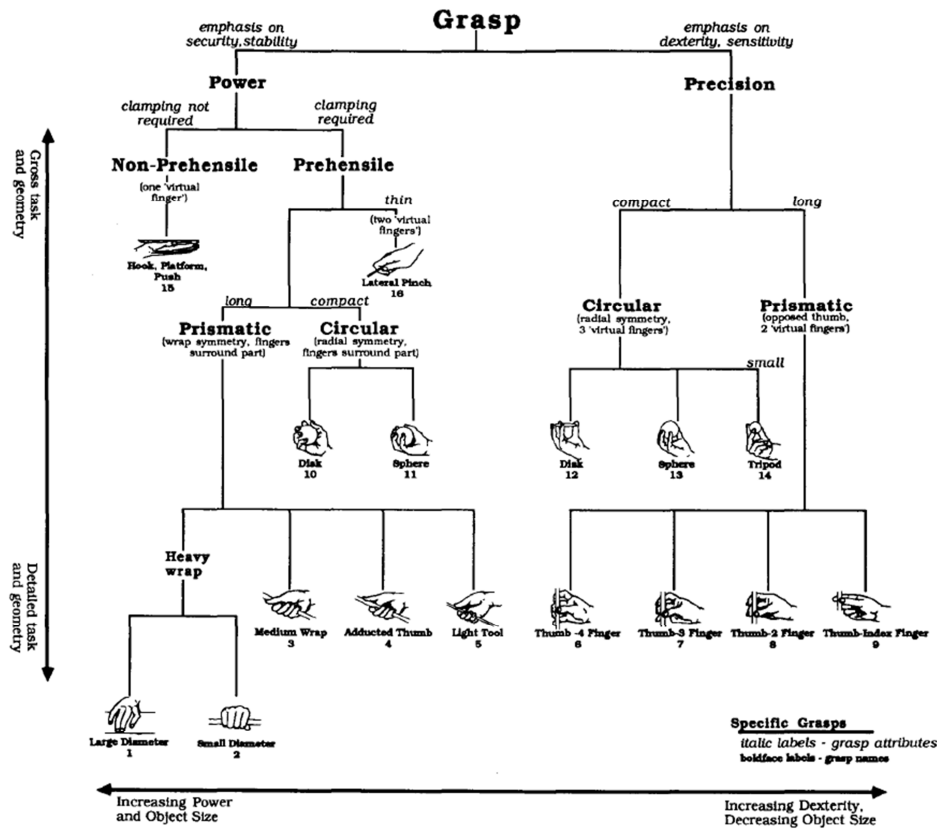 Grasp
emphasis on
security,stability
emphasis on
dexterity, sensitivity
Power
Precision
clamping not
required
clamping
required
Non-Prehensile
(one 'virtual
finger')
Prehensile
thin
(two 'virtual
fingers')
compact
long
Hook, Platform,
Push
15
Lateral Pinch
16
long
compact
Prismatic
(wrap symmetry, fingers
surround part)
Circular
(radial symmetry,
fingers surround part)
Circular
(radial symmetry,
3 'virtual fingers')
Prismatic
(opposed thumb,
2 'virtual fingers')
small
Disk
10
Sphere
11
Disk
12
Sphere
13
Tripod
14
Heavy
wrap
Medium Wrap
3
Adducted Thumb
4
Light Tool
5
Thumb -4 Finger
6
Thumb-3 Finger
7
Thumb-2 Finger
8
Thumb-Index Finger
9
Large Diameter
1
Small Diameter
2
Gross task
and geometry
Detailed task
and geometry
Specific Grasps
italic labels - grasp attributes
boldface labels - grasp names
Increasing Power
and Object Size
Increasing Dexterity,
Decreasing Object Size